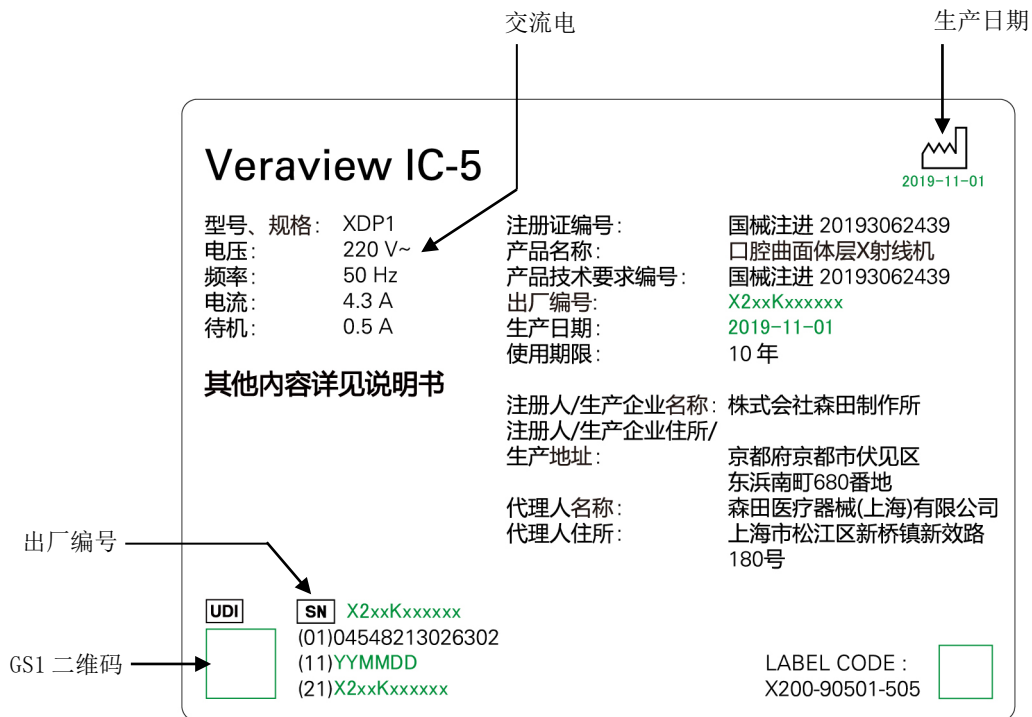 交流电
生产日期
Veraview IC-5
2019-11-01
型号、规格： XDP1
电压： 220 V~
频率： 50 Hz
电流： 4.3 A
待机： 0.5 A
其他内容详见说明书
注册证编号： 国械注进 20193062439
产品名称： 口腔曲面体层X射线机
产品技术要求编号： 国械注进 20193062439
出厂编号： X2xxKxxxxxx
生产日期： 2019-11-01
使用期限： 10 年
注册人/生产企业名称： 株式会社森田制作所
注册人/生产企业住所/
生产地址： 京都府京都市伏见区
东浜南町680番地
代理人名称： 森田医疗器械(上海)有限公司
代理人住所： 上海市松江区新桥镇新效路
180号
出厂编号
UDI
SN X2xxKxxxxxx
(01)04548213026302
GS1 二维码
(11)YYMMDD
(21)X2xxKxxxxxx
LABEL CODE :
X200-90501-505